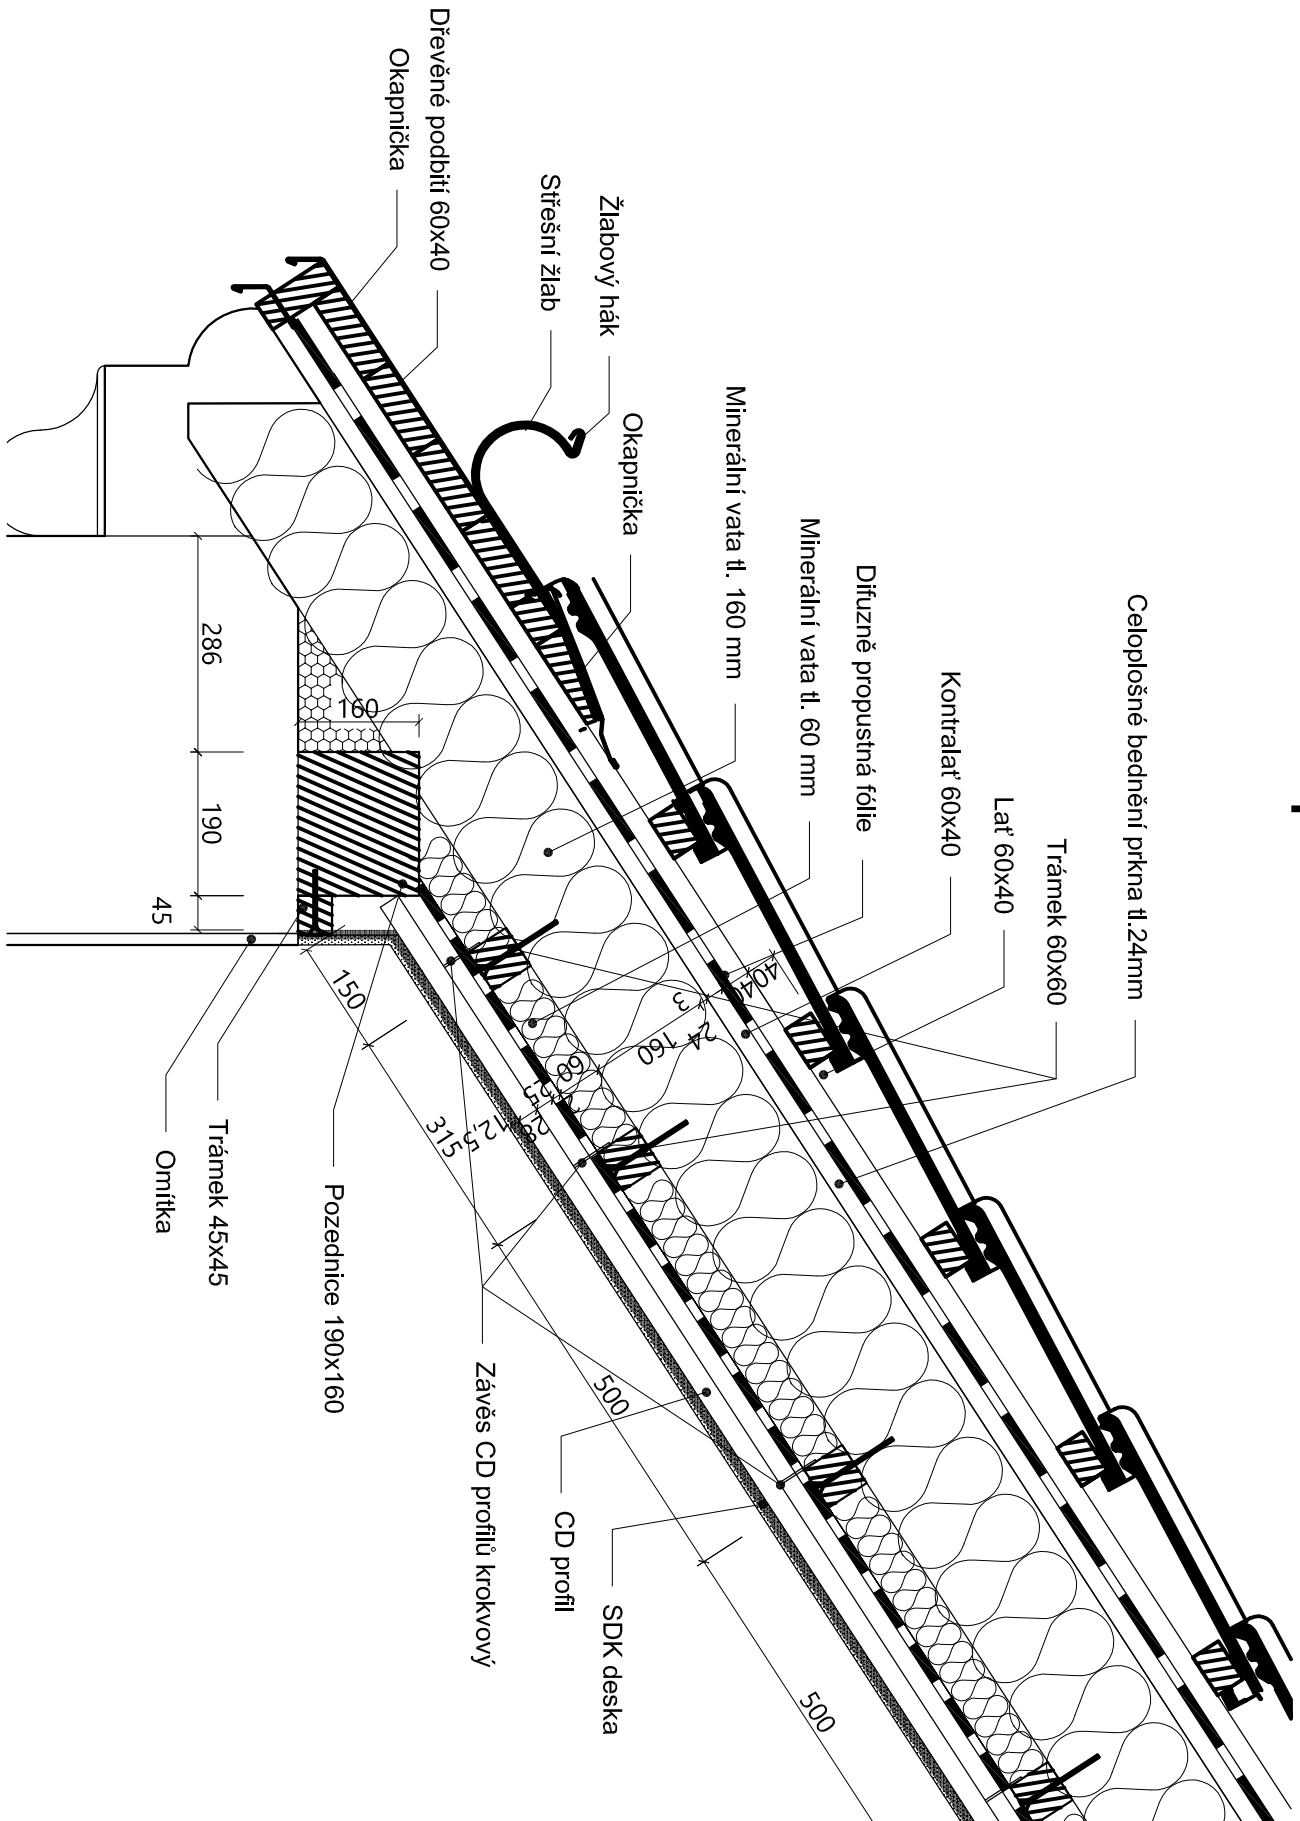 Celoplošné bednění prkna tl.24mm
Trámek 60x60
Lať 60x40
Kontralať 60x40
Difuzně propustná fólie
Minerální vata tl. 60 mm
Minerální vata tl. 160 mm
Okapnička
Žlabový hák
Střešní žlab
Dřevěné podbití 60x40
Okapnička
286
190
45
160
150
315
500
500
40
40
3
24
160
60
25
28
12,5
SDK deska
CD profil
Závěs CD profilů krokvový
Pozednice 190x160
Trámek 45x45
Omítka